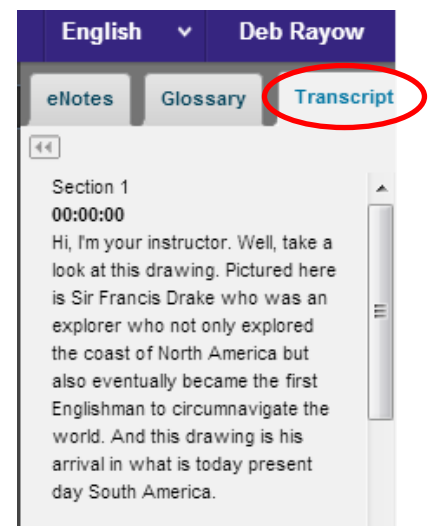 English Deb Rayow
eNotes Glossary Transcript
Section 1
00:00:00
Hi, I'm your instructor. Well, take a
look at this drawing. Pictured here
is Sir Francis Drake who was an
explorer who not only explored
the coast of North America but
also eventually became the first
Englishman to circumnavigate the
world. And this drawing is his
arrival in what is today present
day South America.